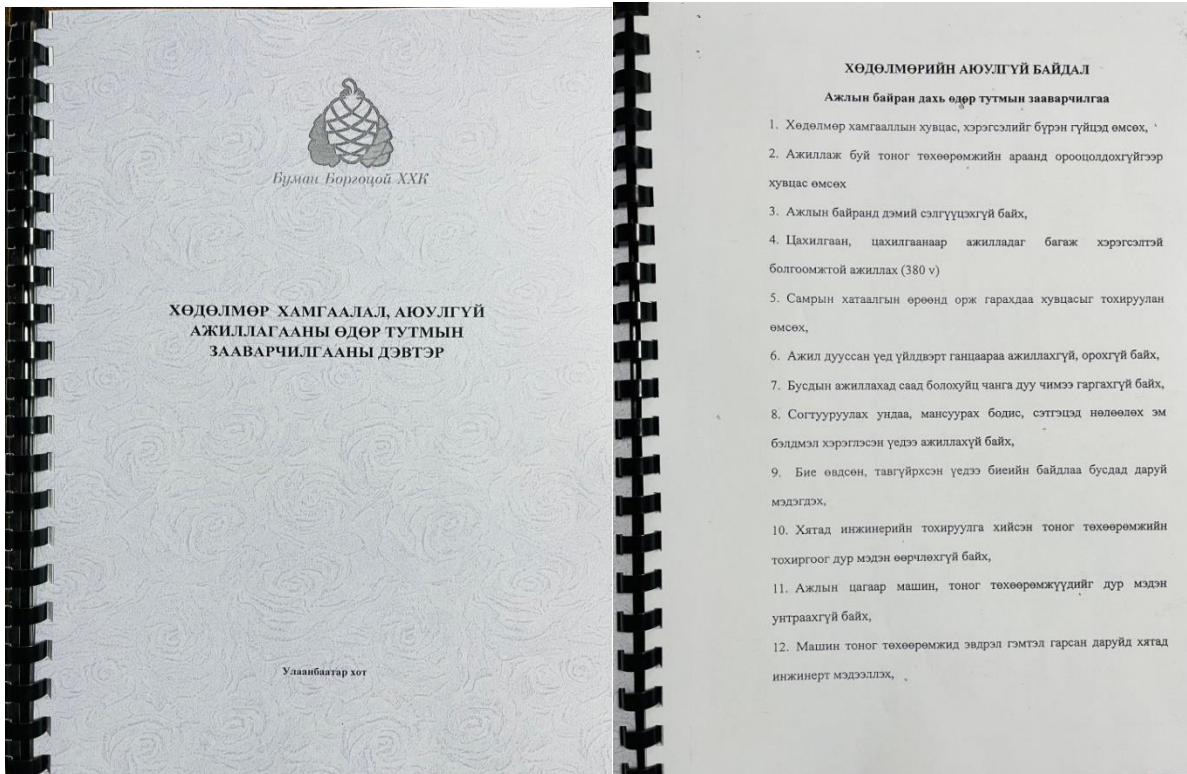 Буман Боргоцой ХХК
ХӨДӨЛМӨР ХАМГААЛАЛ, АЮУЛГҮЙ
АЖИЛЛАГААНЫ ӨДӨР ТУТМЫН
ЗААВАРЧИЛГААНЫ ДЭВТЭР
Улаанбаатар хот
ХӨДӨЛМӨРИЙН АЮУЛГҮЙ БАЙДАЛ
Ажлын байран дахь өдөр тутмын зааварчилгаа
1. Хөдөлмөр хамгааллын хувцас, хэрэгсэлийг бүрэн гүйцэд өмсөх,
2. Ажиллаж буй тоног төхөөрөмжийн араанд орооцолдохгүйгээр
хувцас өмсөх
3. Ажлын байранд дэмий сэлгүүцэхгүй байх,
4. Цахилгаан, цахилгаанаар ажилладаг багаж хэрэгсэлтэй
болгоомжтой ажиллах (380 v)
5. Самрын хатаалгын өрөөнд орж гарахдаа хувцасыг тохируулан
өмсөх,
6. Ажил дууссан үед үйлдвэрт ганцаараа ажиллахгүй, орохгүй байх,
7. Бусдын ажиллахад саад болохуйц чанга дуу чимээ гаргахгүй байх,
8. Согтууруулах ундаа, мансуурах бодис, сэтгэцэд нөлөөлөх эм
бэлдмэл хэрэглэсэн үедээ ажиллахүй байх,
9. Бие өвдсөн, тавгүйрхсэн үедээ биеийн байдлаа бусдад даруй
мэдэгдэх,
10. Хятад инжинерийн тохируулга хийсэн тоног төхөөрөмжийн
тохиргоог дур мэдэн өөрчлөхгүй байх,
11. Ажлын цагаар машин, тоног төхөөрөмжүүдийг дур мэдэн
унтраахгүй байх,
12. Машин тоног төхөөрөмжид эвдрэл гэмтэл гарсан даруйд хятад
инжинерт мэдээллэх,